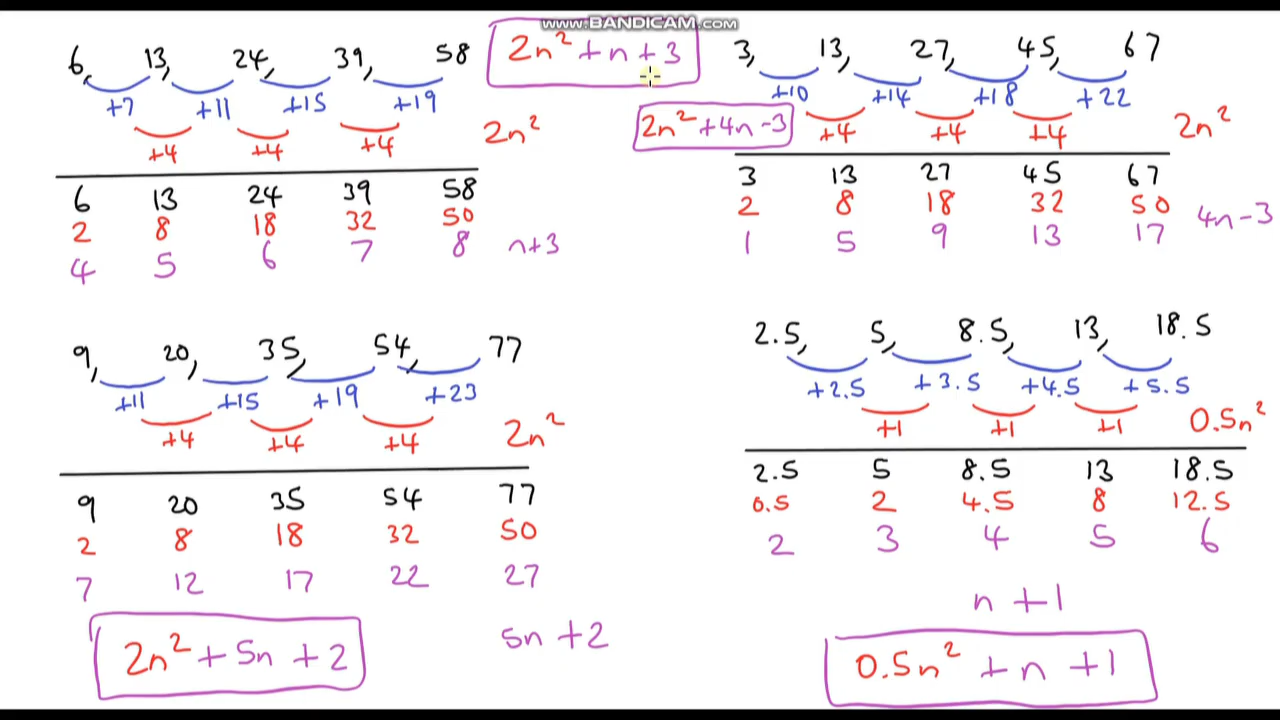 www.BANDICAM.com
6, 13, 24, 39, 58
+7 +11 +15 +19
+4 +4 +4
2n²
6 13 24 39 58
2 8 18 32 50
4 5 6 7 8
n+3
2n² + n + 3
3, 13, 27, 45, 67
+10 +14 +18 +22
+4 +4 +4
2n²
3 13 27 45 67
2 8 18 32 50
1 5 9 13 17
4n-3
2n² +4n -3
9, 20, 35, 54, 77
+11 +15 +19 +23
+4 +4 +4
2n²
9 20 35 54 77
2 8 18 32 50
7 12 17 22 27
5n +2
2n² + 5n + 2
2.5, 5, 8.5, 13, 18.5
+2.5 +3.5 +4.5 +5.5
+1 +1 +1
0.5n²
2.5 5 8.5 13 18.5
0.5 2 4.5 8 12.5
2 3 4 5 6
n +1
0.5n² + n +1